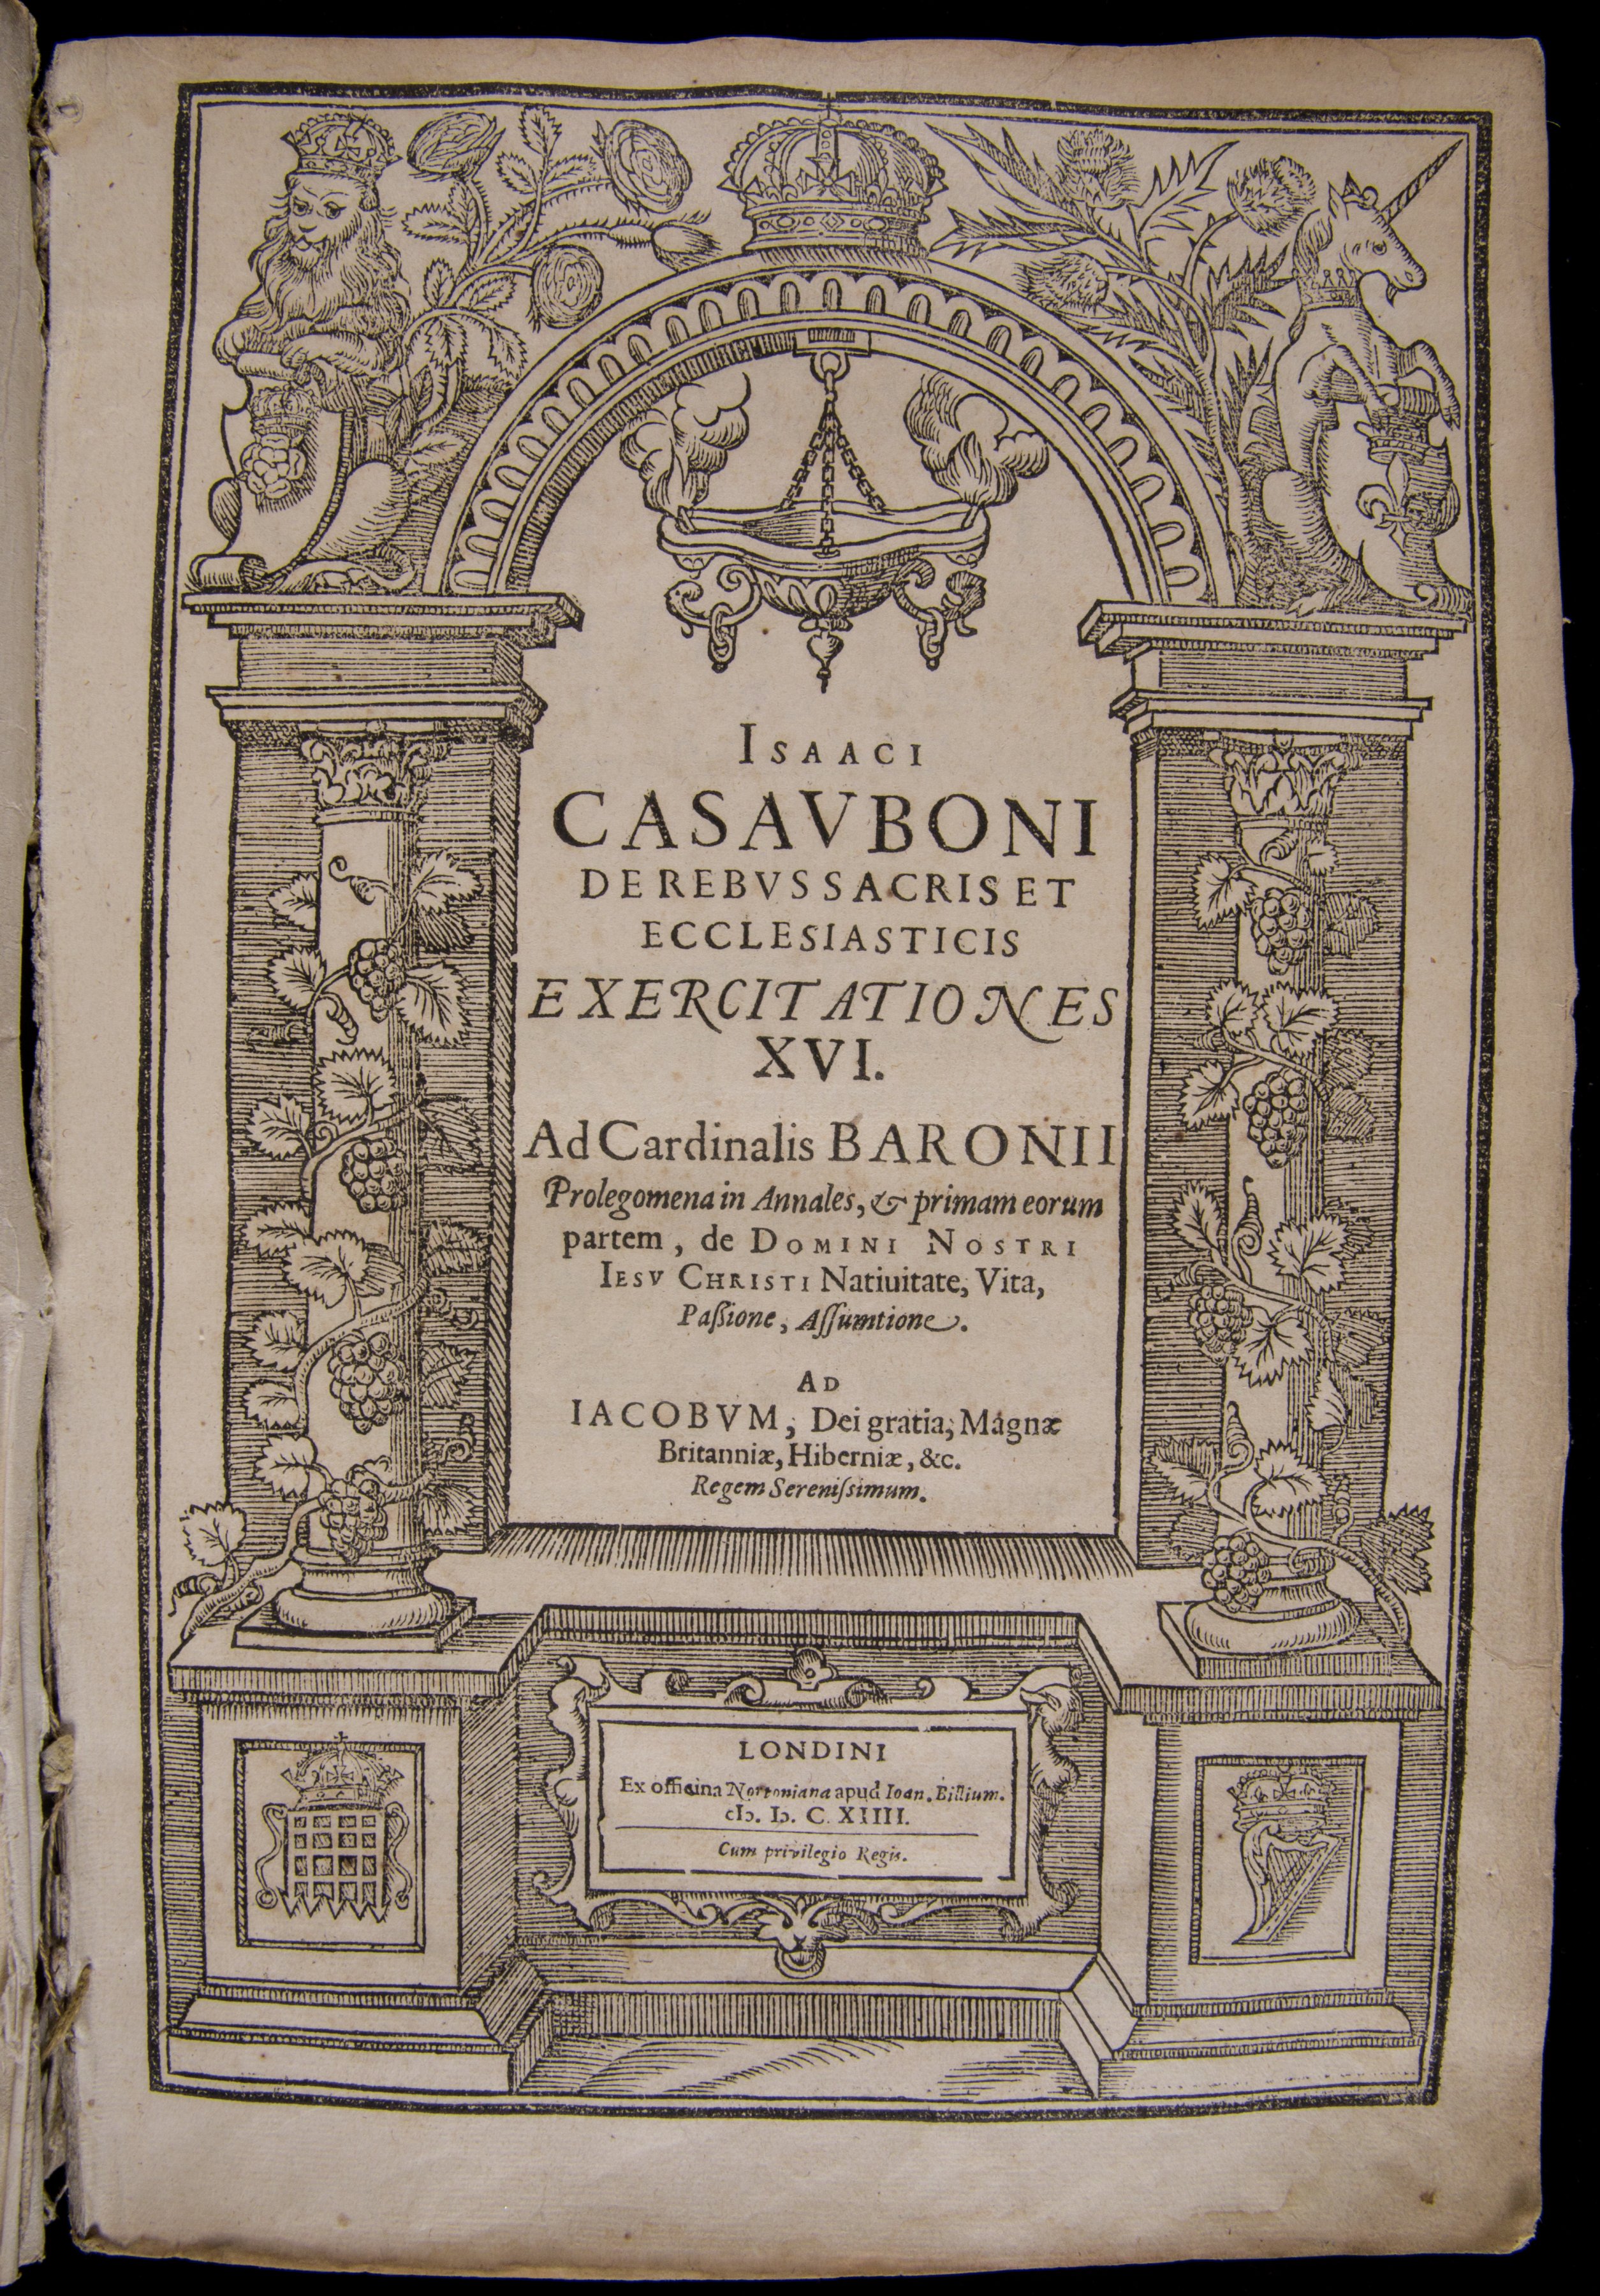 ISAACI
CASAVBONI
DE REBVS SACRIS ET
ECCLESIASTICIS
EXERCITATIONES
XVI.
Ad Cardinalis BARONII
Prolegomena in Annales, & primam eorum
partem, de DOMINI NOSTRI
IESV CHRISTI Natiuitate, Vita,
Paßione, Aſſumtione.
AD
IACOBVM, Dei gratia, Magnæ
Britanniæ, Hiberniæ, &c.
Regem Sereniſsimum.
LONDINI
Ex officina Nortoniana apud Ioan. Billium.
cIↄ. Iↄ. C. XIIII.
Cum privilegio Regis.